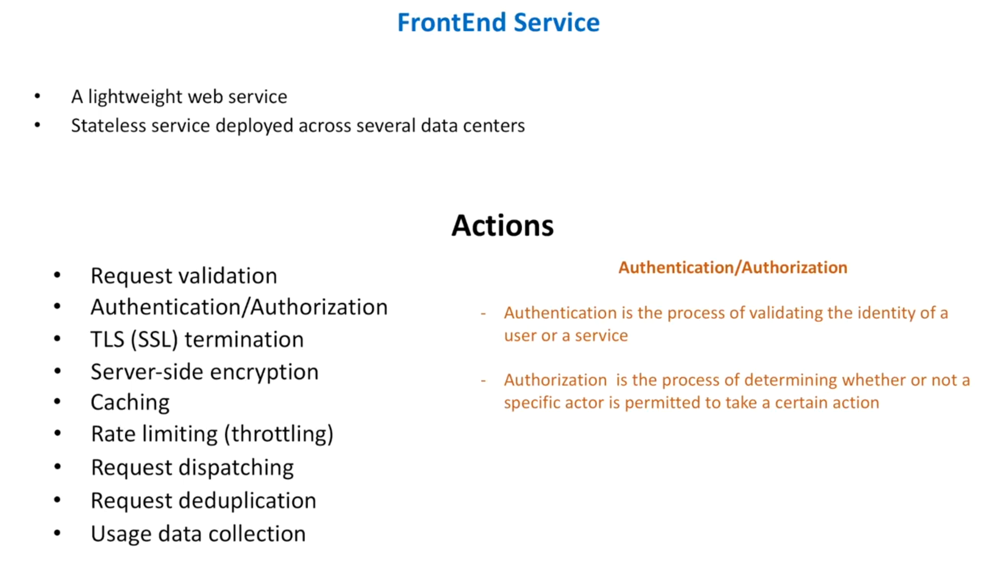 FrontEnd Service
• A lightweight web service
• Stateless service deployed across several data centers
Actions
• Request validation
• Authentication/Authorization
• TLS (SSL) termination
• Server-side encryption
• Caching
• Rate limiting (throttling)
• Request dispatching
• Request deduplication
• Usage data collection
Authentication/Authorization
- Authentication is the process of validating the identity of a
user or a service
- Authorization  is the process of determining whether or not a
specific actor is permitted to take a certain action